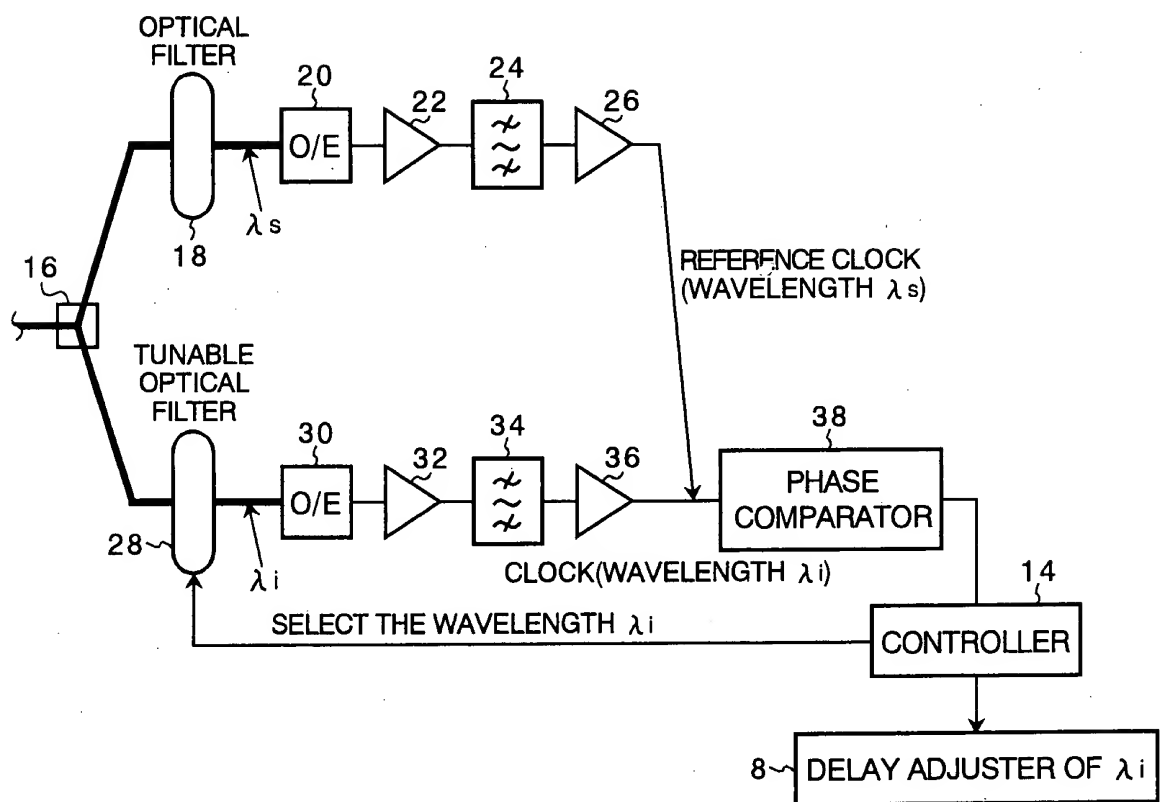 OPTICAL
FILTER
20
22
24
26
O/E
λs
18
16
REFERENCE CLOCK
(WAVELENGTH λs)
TUNABLE
OPTICAL
FILTER
30
32
34
36
38
O/E
PHASE
COMPARATOR
28
λi
CLOCK(WAVELENGTH λi)
14
SELECT THE WAVELENGTH λi
CONTROLLER
8
DELAY ADJUSTER OF λi